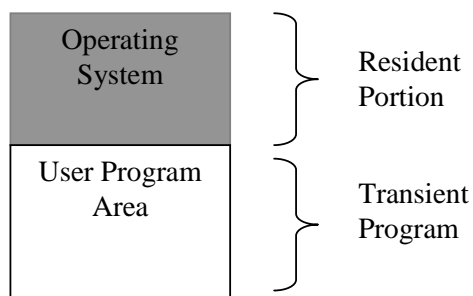 Operating
System
Resident
Portion
User Program
Area
Transient
Program